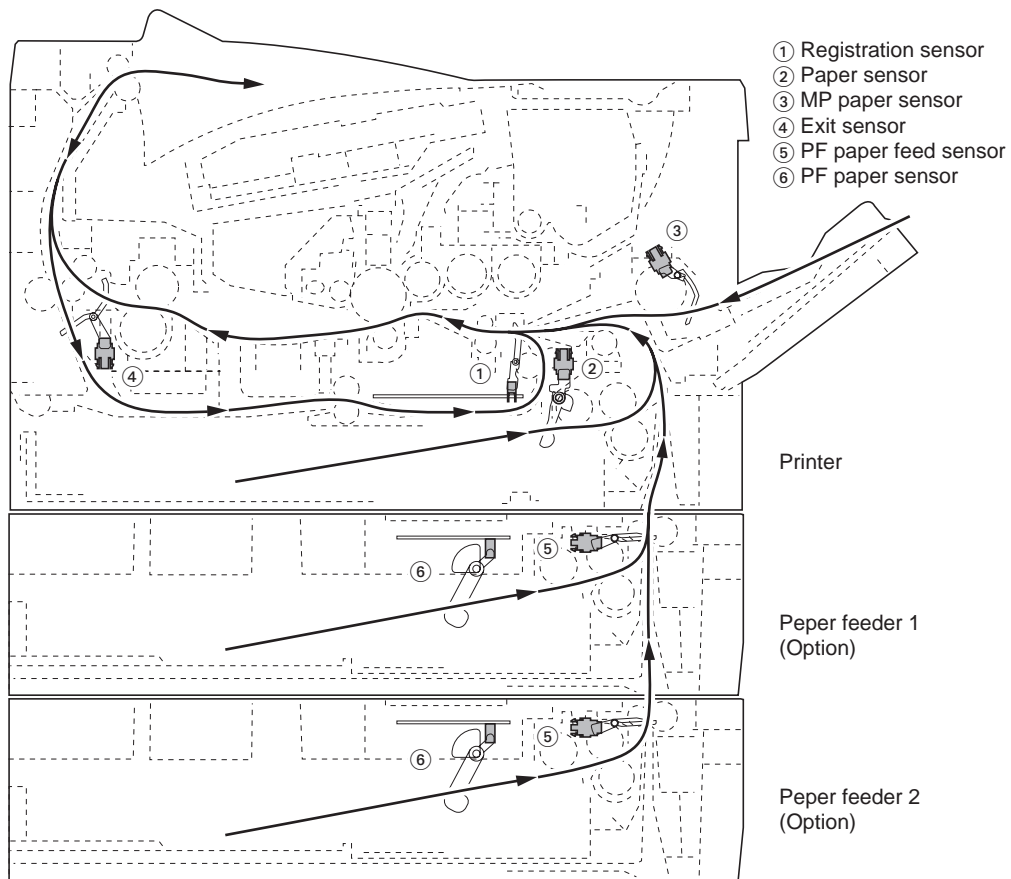 ① Registration sensor
② Paper sensor
③ MP paper sensor
④ Exit sensor
⑤ PF paper feed sensor
⑥ PF paper sensor
③
①
②
④
Printer
⑤
⑥
Peper feeder 1
(Option)
⑤
⑥
Peper feeder 2
(Option)